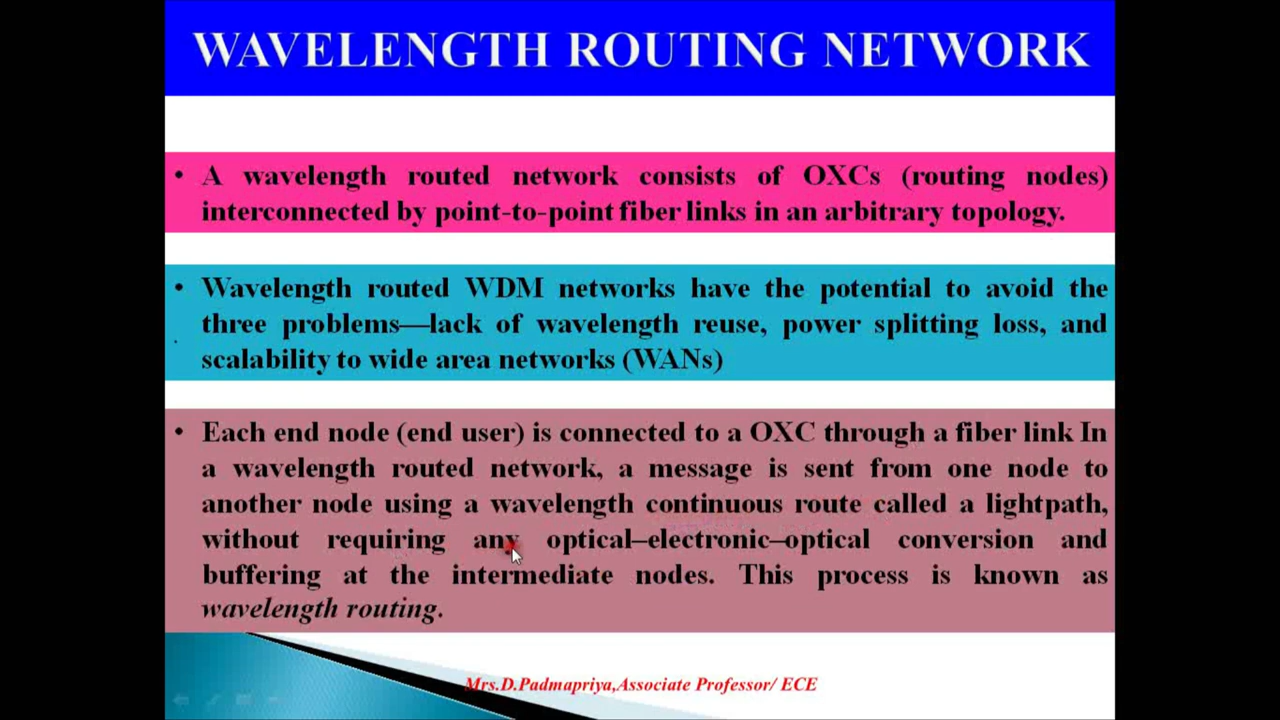 WAVELENGTH ROUTING NETWORK
• A wavelength routed network consists of OXCs (routing nodes)
interconnected by point-to-point fiber links in an arbitrary topology.
• Wavelength routed WDM networks have the potential to avoid the
three problems—lack of wavelength reuse, power splitting loss, and
scalability to wide area networks (WANs)
• Each end node (end user) is connected to a OXC through a fiber link In
a wavelength routed network, a message is sent from one node to
another node using a wavelength continuous route called a lightpath,
without requiring any optical–electronic–optical conversion and
buffering at the intermediate nodes. This process is known as
wavelength routing.
Mrs.D.Padmapriya,Associate Professor/ ECE